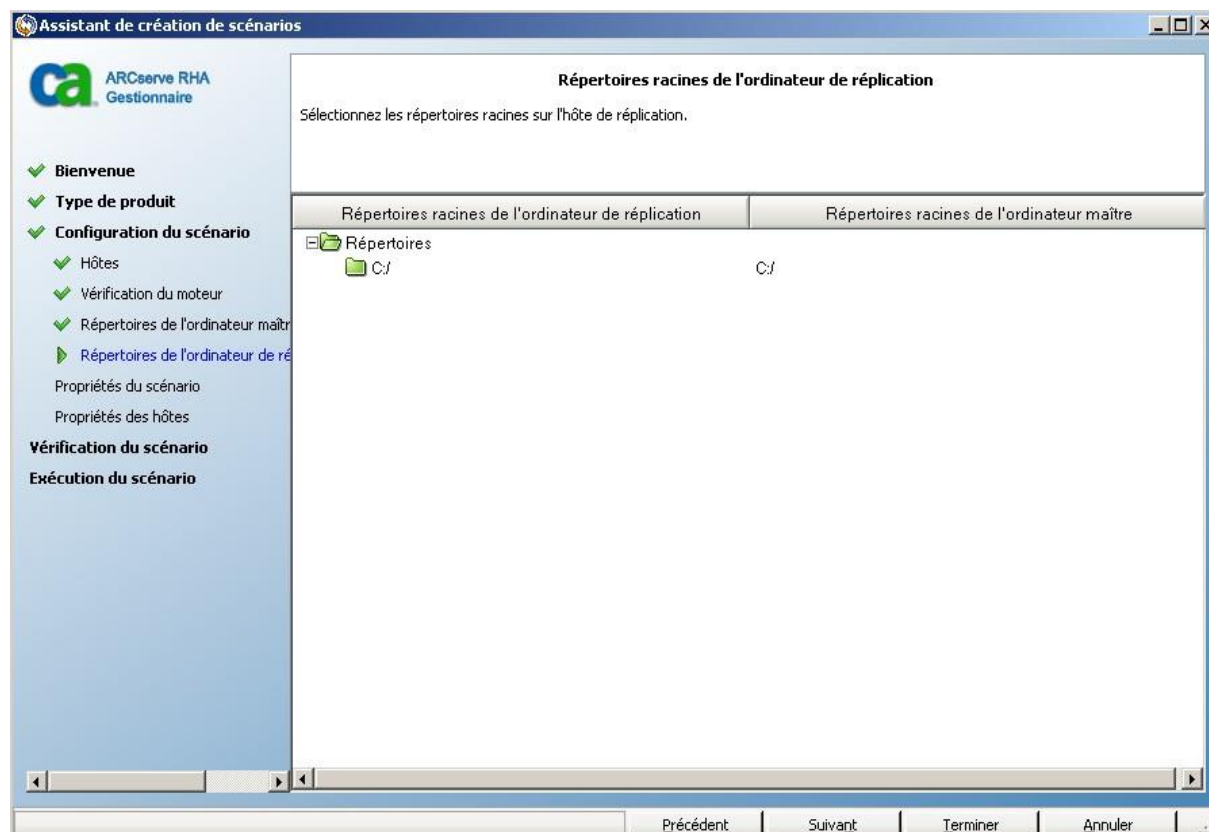 Assistant de création de scénarios
ca
ARCserve RHA
Gestionnaire
Bienvenue
Type de produit
Configuration du scénario
Hôtes
Vérification du moteur
Répertoires de l'ordinateur maîtr
Répertoires de l'ordinateur de ré
Propriétés du scénario
Propriétés des hôtes
Vérification du scénario
Exécution du scénario
Répertoires racines de l'ordinateur de réplication
Sélectionnez les répertoires racines sur l'hôte de réplication.
Répertoires racines de l'ordinateur de réplication Répertoires racines de l'ordinateur maître
Répertoires
C:/ C:/
Précédent Suivant Terminer Annuler